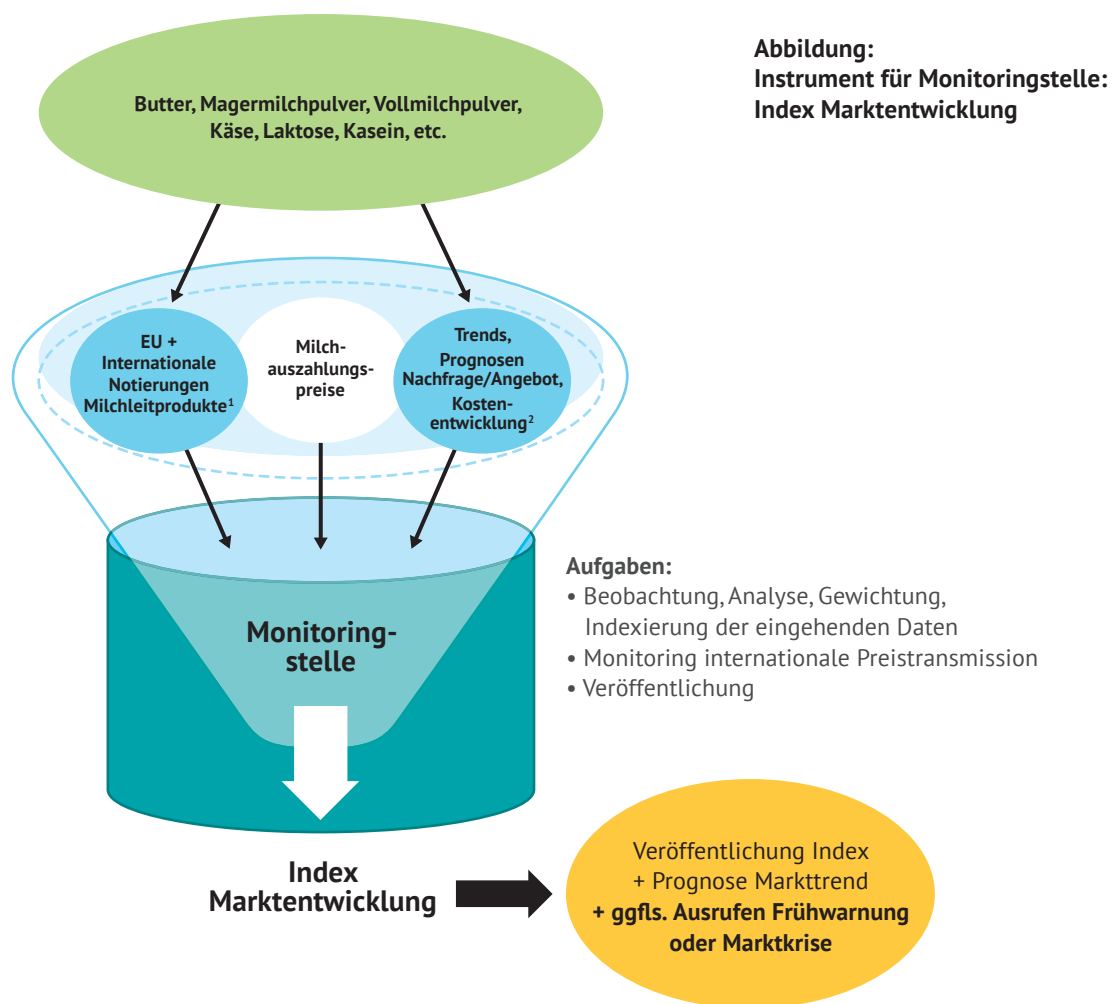 Abbildung:
Instrument für Monitoringstelle:
Index Marktentwicklung
Butter, Magermilchpulver, Vollmilchpulver,
Käse, Laktose, Kasein, etc.
EU +
Internationale
Notierungen
Milchleitprodukte¹
Milch-
auszahlungs-
preise
Trends,
Prognosen
Nachfrage/Angebot,
Kosten-
entwicklung²
Monitoring-
stelle
Aufgaben:
• Beobachtung, Analyse, Gewichtung,
Indexierung der eingehenden Daten
• Monitoring internationale Preistransmission
• Veröffentlichung
Index
Marktentwicklung
Veröffentlichung Index
+ Prognose Markttrend
+ ggfls. Ausrufen Frühwarnung
oder Marktkrise